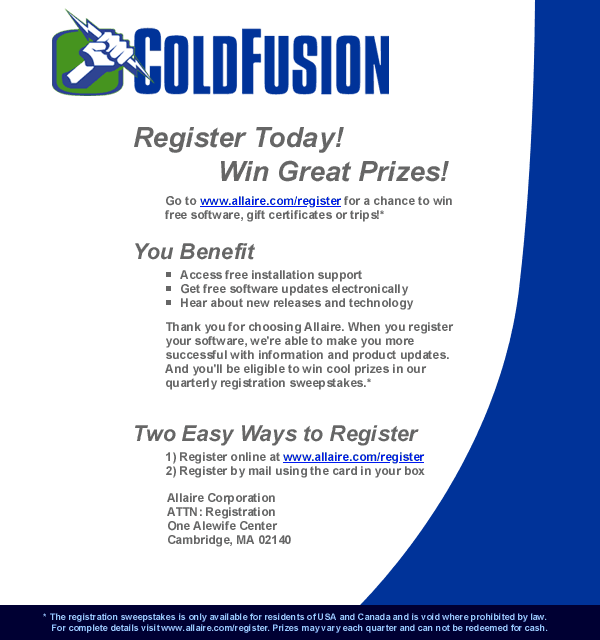 COLDFUSION
Register Today!
Win Great Prizes!
Go to www.allaire.com/register for a chance to win
free software, gift certificates or trips!*
You Benefit
■ Access free installation support
■ Get free software updates electronically
■ Hear about new releases and technology
Thank you for choosing Allaire. When you register
your software, we're able to make you more
successful with information and product updates.
And you'll be eligible to win cool prizes in our
quarterly registration sweepstakes.*
Two Easy Ways to Register
1) Register online at www.allaire.com/register
2) Register by mail using the card in your box
Allaire Corporation
ATTN: Registration
One Alewife Center
Cambridge, MA 02140
* The registration sweepstakes is only available for residents of USA and Canada and is void where prohibited by law.
For complete details visit www.allaire.com/register. Prizes may vary each quarter and can not be redeemed for cash.